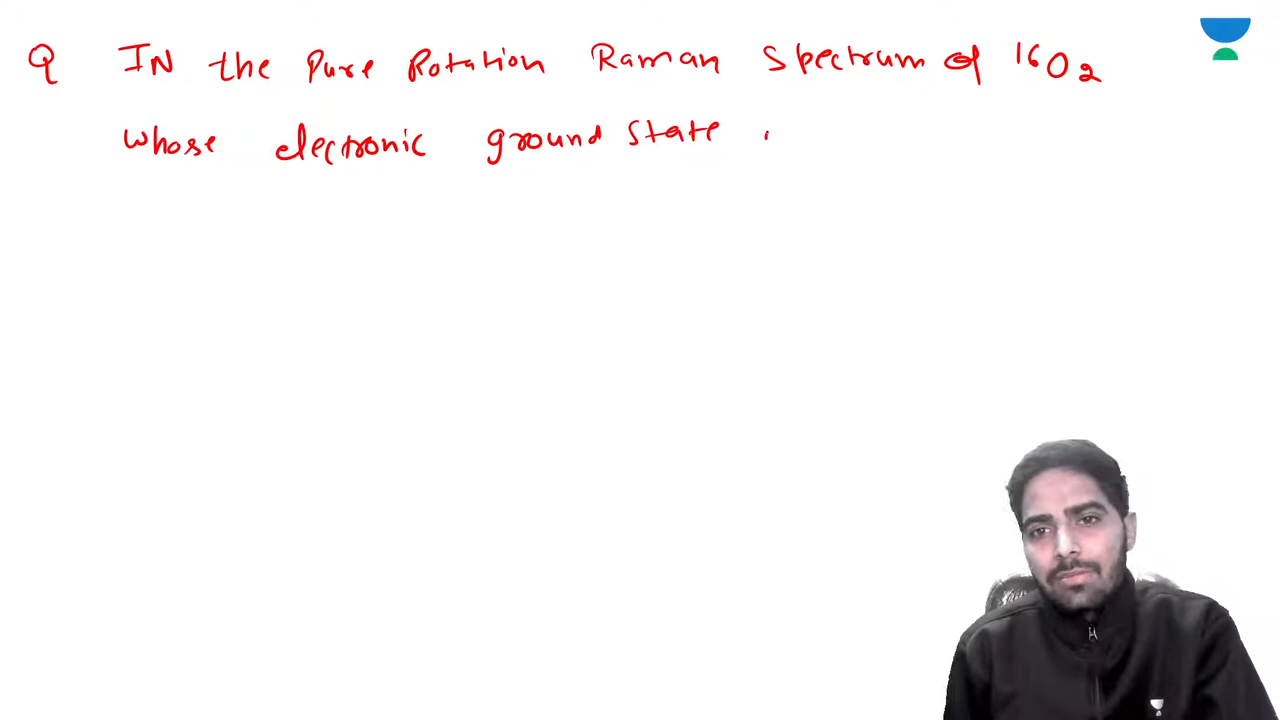 Q IN the Pure Rotation Raman Spectrum of 16O2
whose electronic ground state